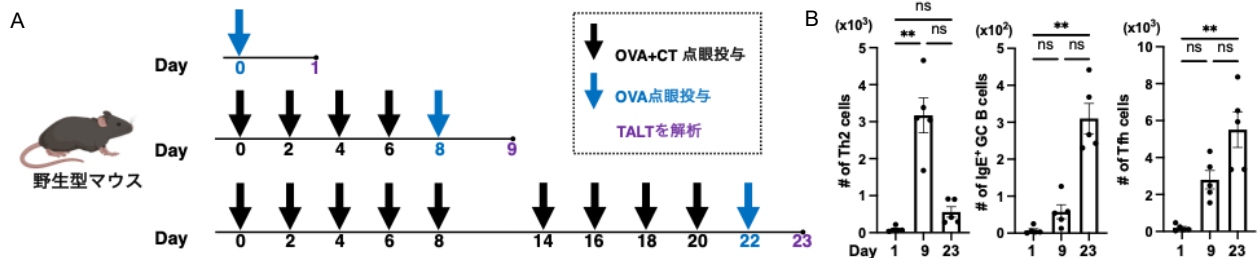 A
Day
0
1
Day
0 2 4 6 8 9
野生型マウス
Day
0 2 4 6 8 14 16 18 20 22 23
OVA+CT 点眼投与
OVA点眼投与
TALTを解析
B
(x10³)
ns
** ns
# of Th2 cells
5
4
3
2
1
0
Day 1 9 23
(x10²)
**
ns ns
# of IgE⁺ GC B cells
5
4
3
2
1
0
1 9 23
(x10³)
**
ns ns
# of Tfh cells
10
8
6
4
2
0
1 9 23